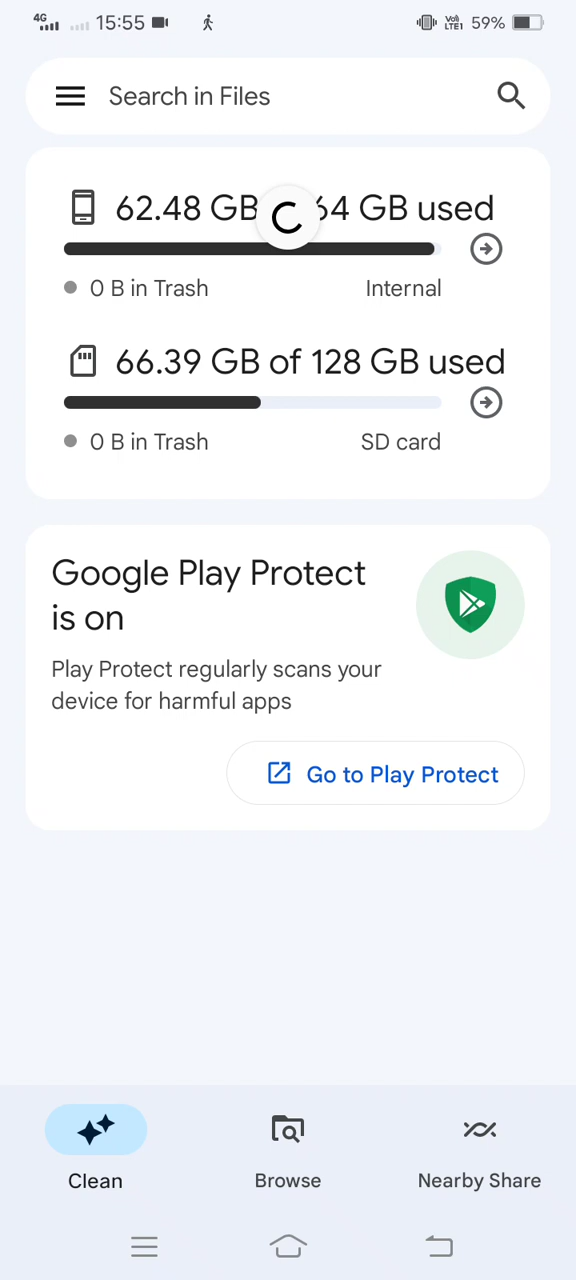 4G 15:55 Vo) LTE1 59%
Search in Files
62.48 GB 64 GB used
0 B in Trash Internal
66.39 GB of 128 GB used
0 B in Trash SD card
Google Play Protect
is on
Play Protect regularly scans your
device for harmful apps
Go to Play Protect
Clean Browse Nearby Share